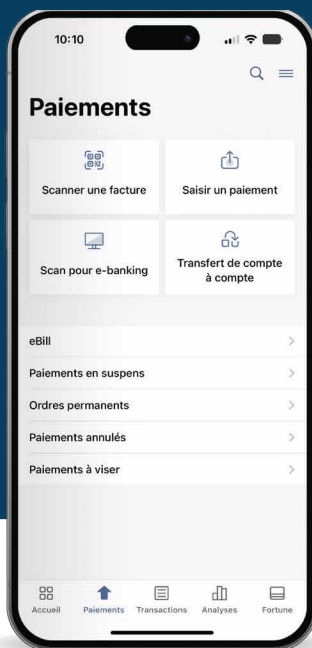 10:10
Paiements
Scanner une facture
Saisir un paiement
Scan pour e-banking
Transfert de compte
à compte
eBill
Paiements en suspens
Ordres permanents
Paiements annulés
Paiements à viser
Accueil
Paiements
Transactions
Analyses
Fortune